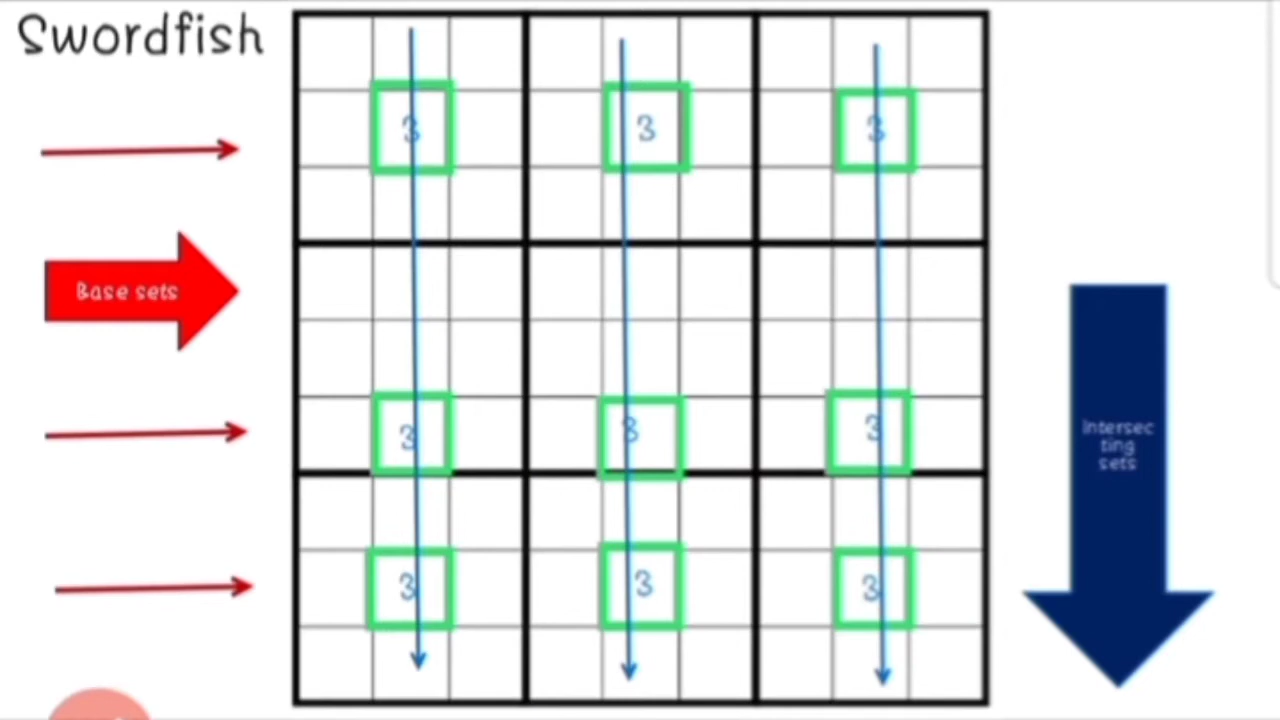 Swordfish
3 3 3
Base sets
3 3 3
Intersec
ting
sets
3 3 3